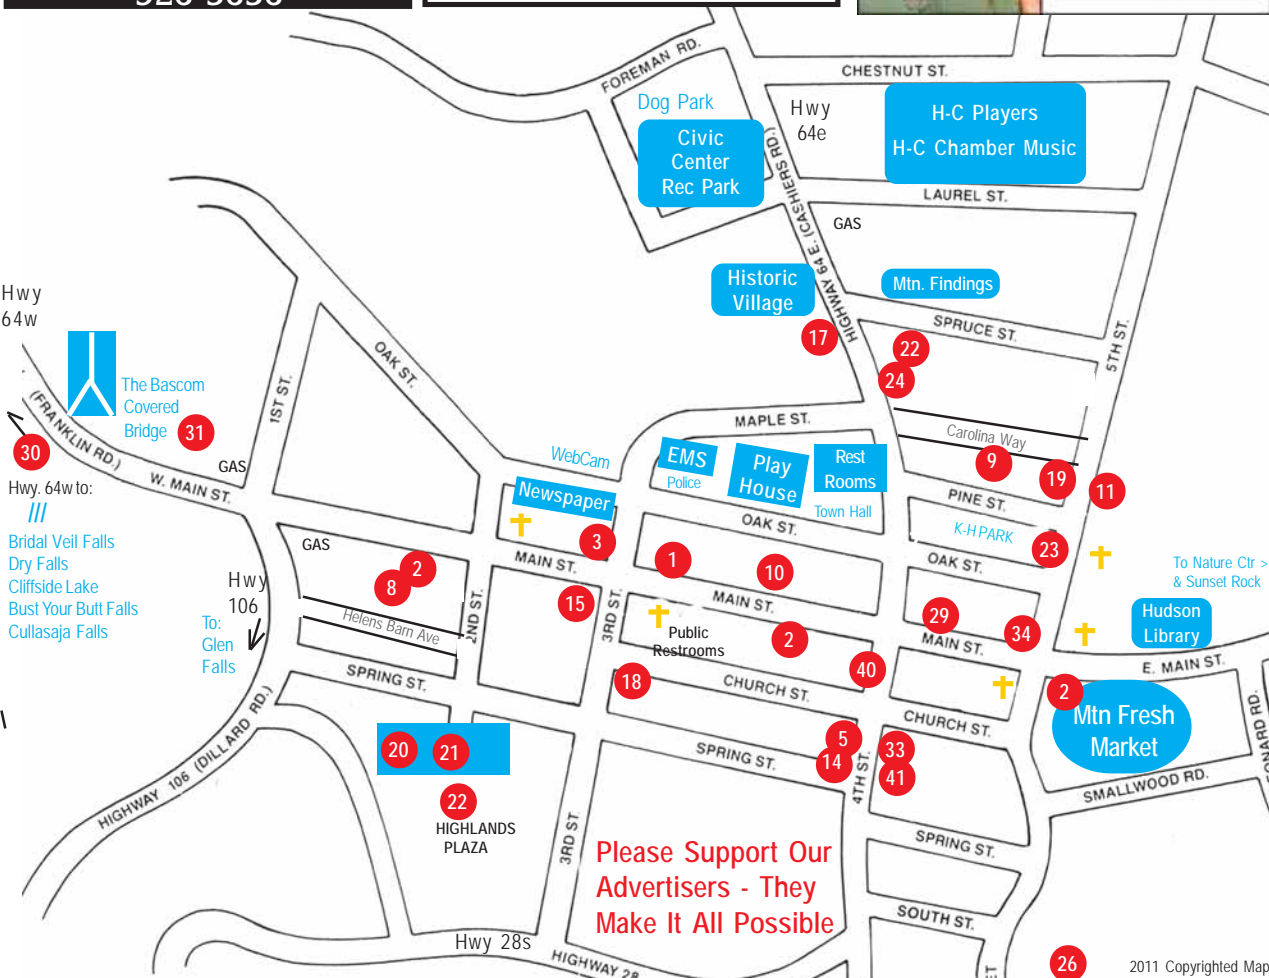 FOREMAN RD.
CHESTNUT ST.
Dog Park
Civic
Center
Rec Park
Hwy
64e
H-C Players
H-C Chamber Music
HIGHWAY 64 E. (CASHIERS RD.)
LAUREL ST.
GAS
Historic
Village
Mtn. Findings
SPRUCE ST.
5TH ST.
17
22
24
Hwy
64w
The Bascom
Covered
Bridge
31
30
(FRANKLIN RD.)
W. MAIN ST.
GAS
1ST ST.
OAK ST.
MAPLE ST.
Carolina Way
9
19
11
PINE ST.
WebCam
Newspaper
EMS
Police
Play
House
Rest
Rooms
Town Hall
OAK ST.
K-H PARK
23
OAK ST.
Hwy. 64w to:
Bridal Veil Falls
Dry Falls
Cliffside Lake
Bust Your Butt Falls
Cullasaja Falls
GAS
2
8
3
MAIN ST.
1
10
MAIN ST.
15
29
34
MAIN ST.
To Nature Ctr >
& Sunset Rock
Hudson
Library
E. MAIN ST.
Hwy
106
To:
Glen
Falls
Helens Barn Ave
2ND ST.
3RD ST.
Public
Restrooms
2
40
18
CHURCH ST.
CHURCH ST.
2
Mtn Fresh
Market
SPRING ST.
20
21
22
HIGHLANDS
PLAZA
SPRING ST.
5
14
4TH ST.
33
41
SMALLWOOD RD.
HIGHWAY 106 (DILLARD RD.)
3RD ST.
SPRING ST.
SOUTH ST.
Please Support Our
Advertisers - They
Make It All Possible
Hwy 28s
HIGHWAY 28
26
2011 Copyrighted Map